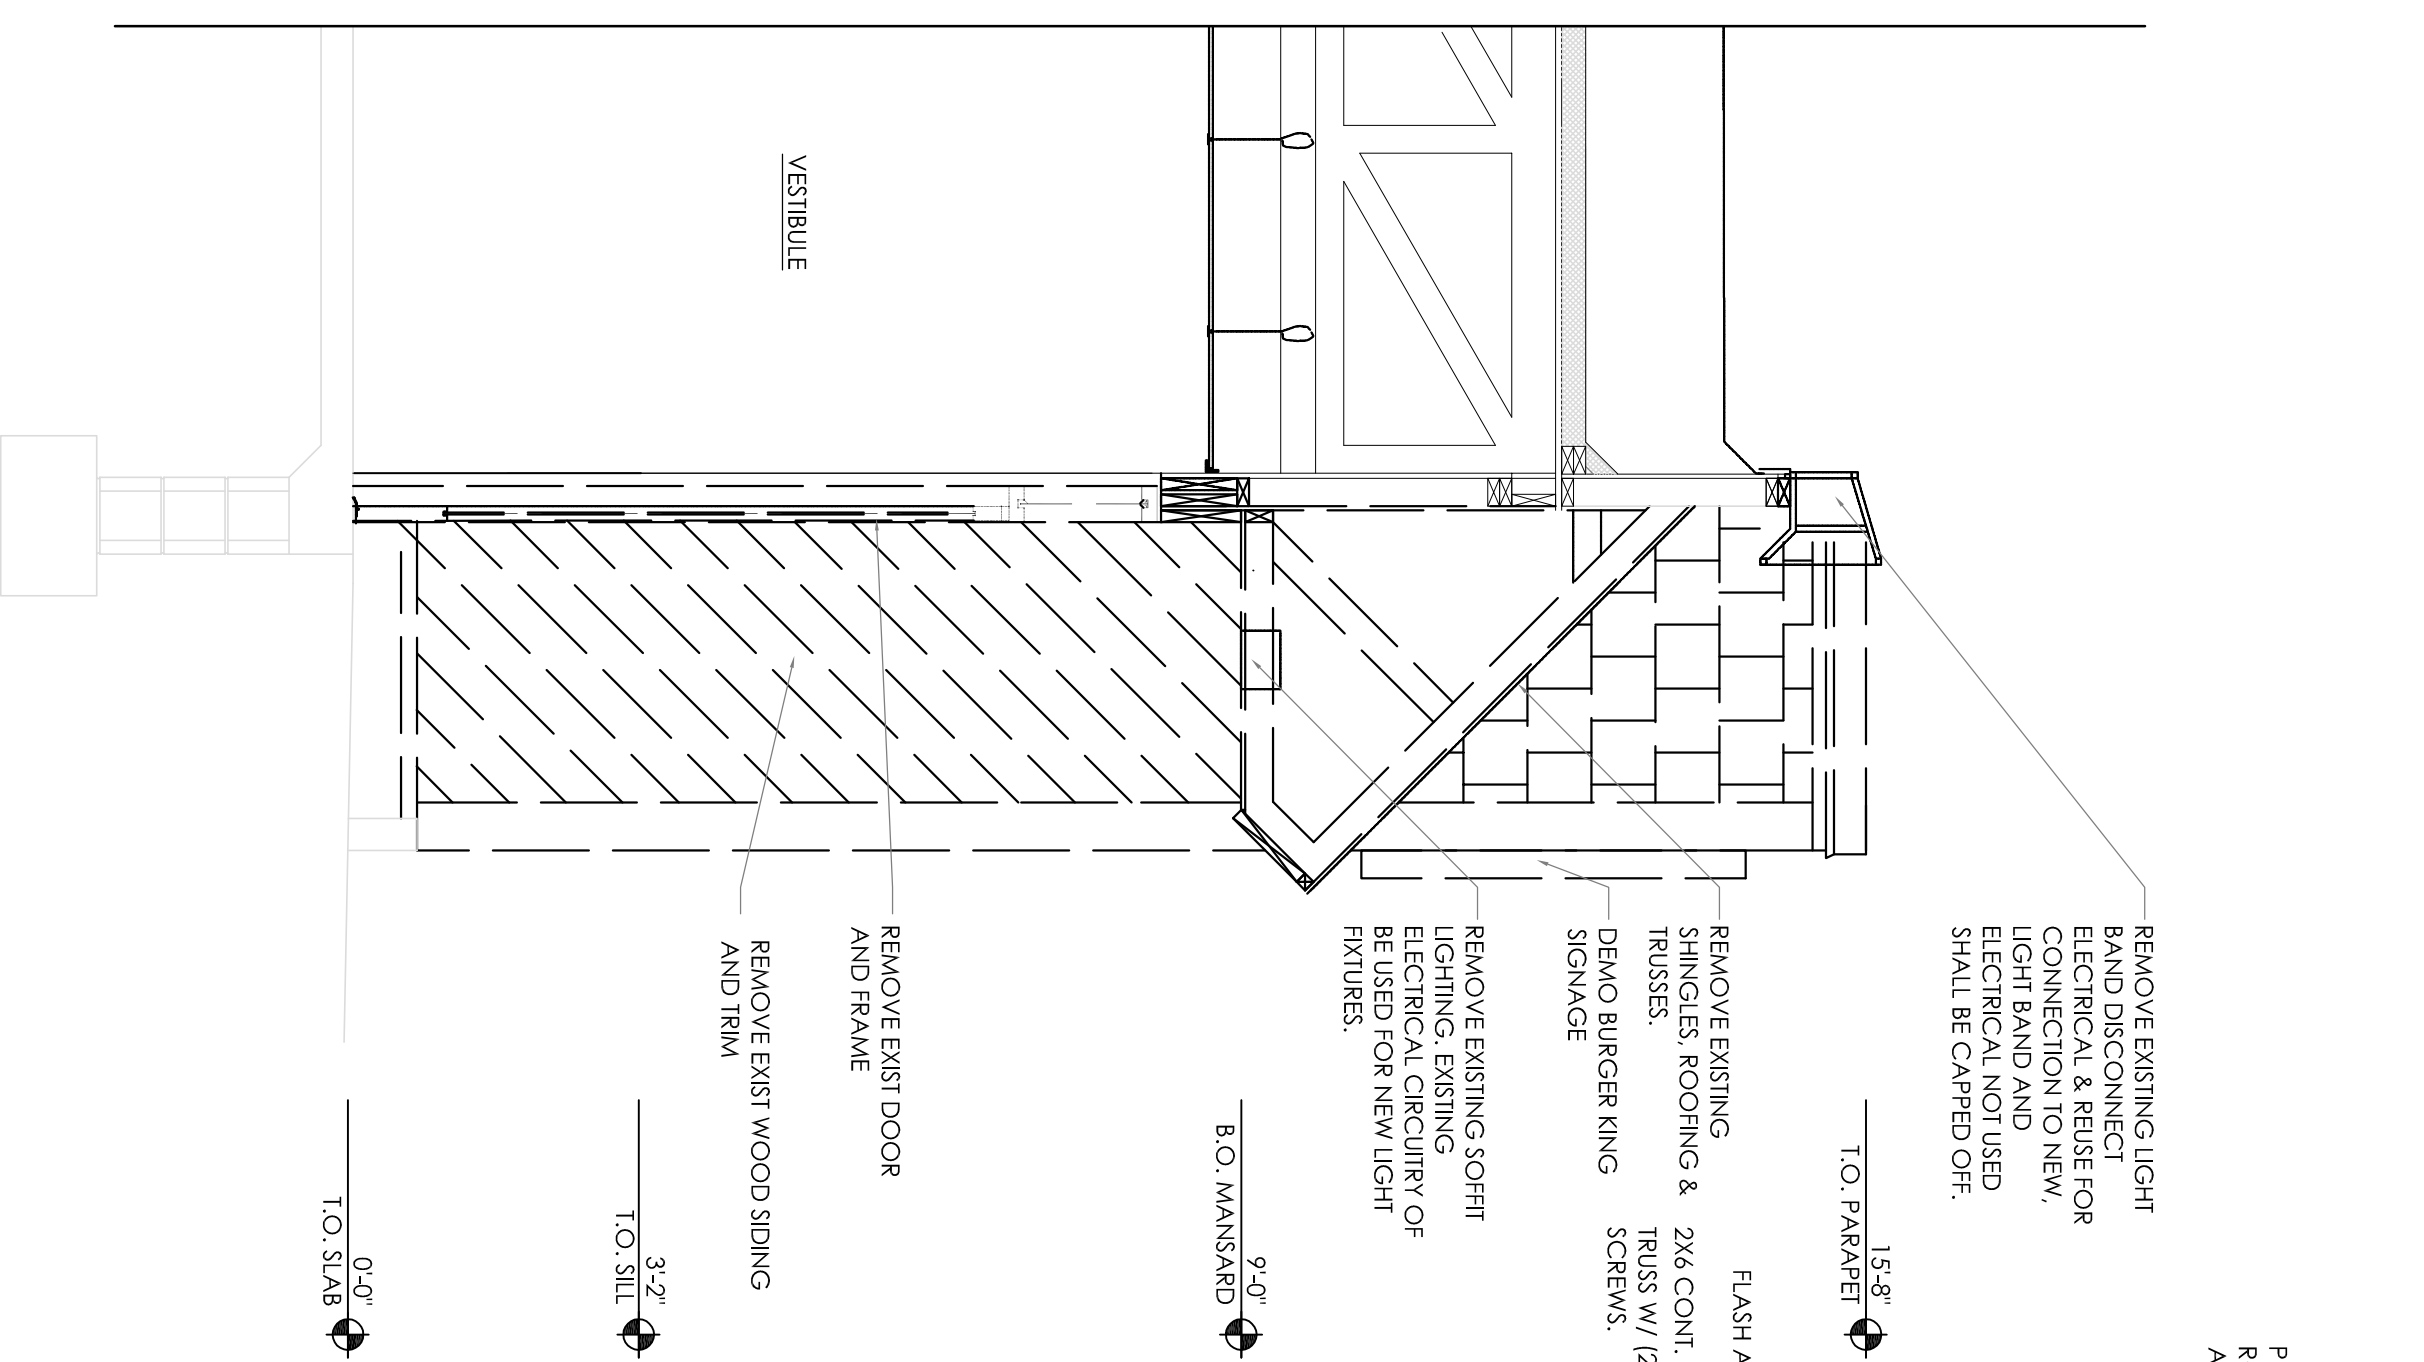 VESTIBULE
REMOVE EXISTING LIGHT
BAND DISCONNECT
ELECTRICAL & REUSE FOR
CONNECTION TO NEW,
LIGHT BAND AND
ELECTRICAL NOT USED
SHALL BE CAPPED OFF.
REMOVE EXISTING
SHINGLES, ROOFING &
TRUSSES.
DEMO BURGER KING
SIGNAGE
REMOVE EXISTING SOFFIT
LIGHTING. EXISTING
ELECTRICAL CIRCUITRY OF
BE USED FOR NEW LIGHT
FIXTURES.
REMOVE EXIST DOOR
AND FRAME
REMOVE EXIST WOOD SIDING
AND TRIM
15'-8"
T.O. PARAPET
9'-0"
B.O. MANSARD
3'-2"
T.O. SILL
0'-0"
T.O. SLAB
FLASH A
2X6 CONT.
TRUSS W/ (2
SCREWS.
P
R
A